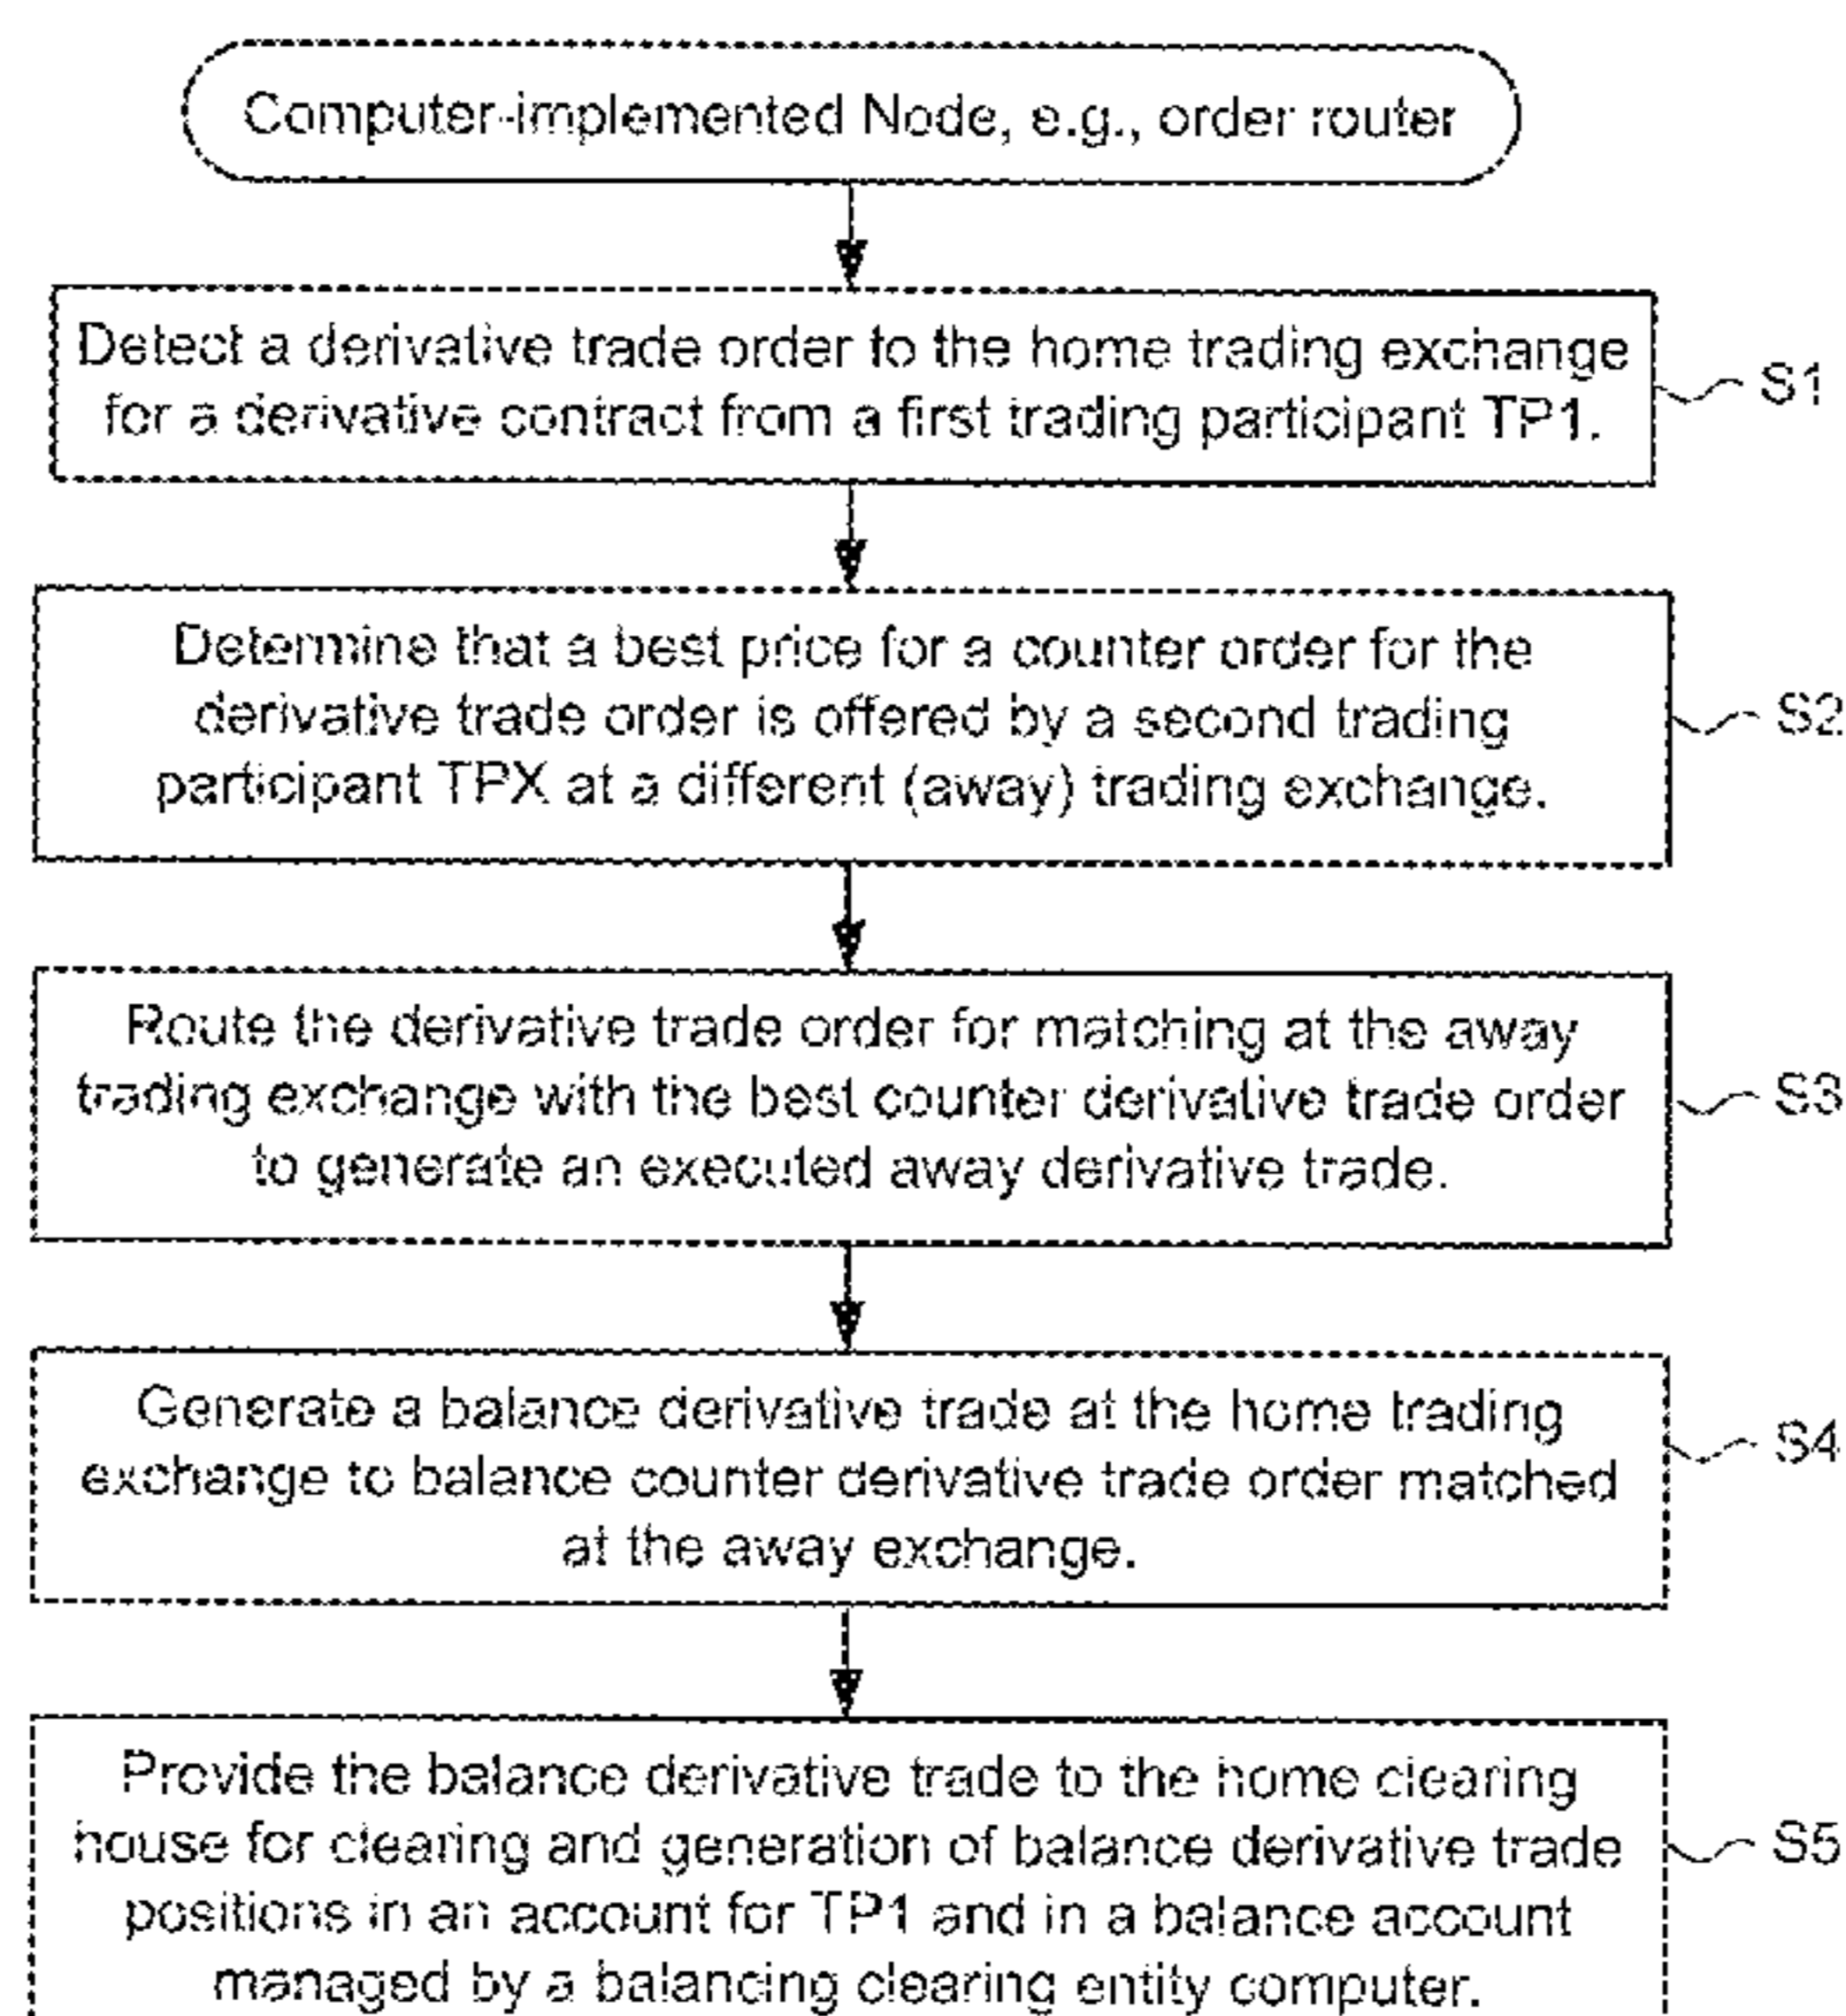 Computer-implemented Node, e.g., order router
Detect a derivative trade order to the home trading exchange
for a derivative contract from a first trading participant TP1.
S1
Determine that a best price for a counter order for the
derivative trade order is offered by a second trading
participant TPX at a different (away) trading exchange.
S2
Route the derivative trade order for matching at the away
trading exchange with the best counter derivative trade order
to generate an executed away derivative trade.
S3
Generate a balance derivative trade at the home trading
exchange to balance counter derivative trade order matched
at the away exchange.
S4
Provide the balance derivative trade to the home clearing
house for clearing and generation of balance derivative trade
positions in an account for TP1 and in a balance account
managed by a balancing clearing entity computer.
S5